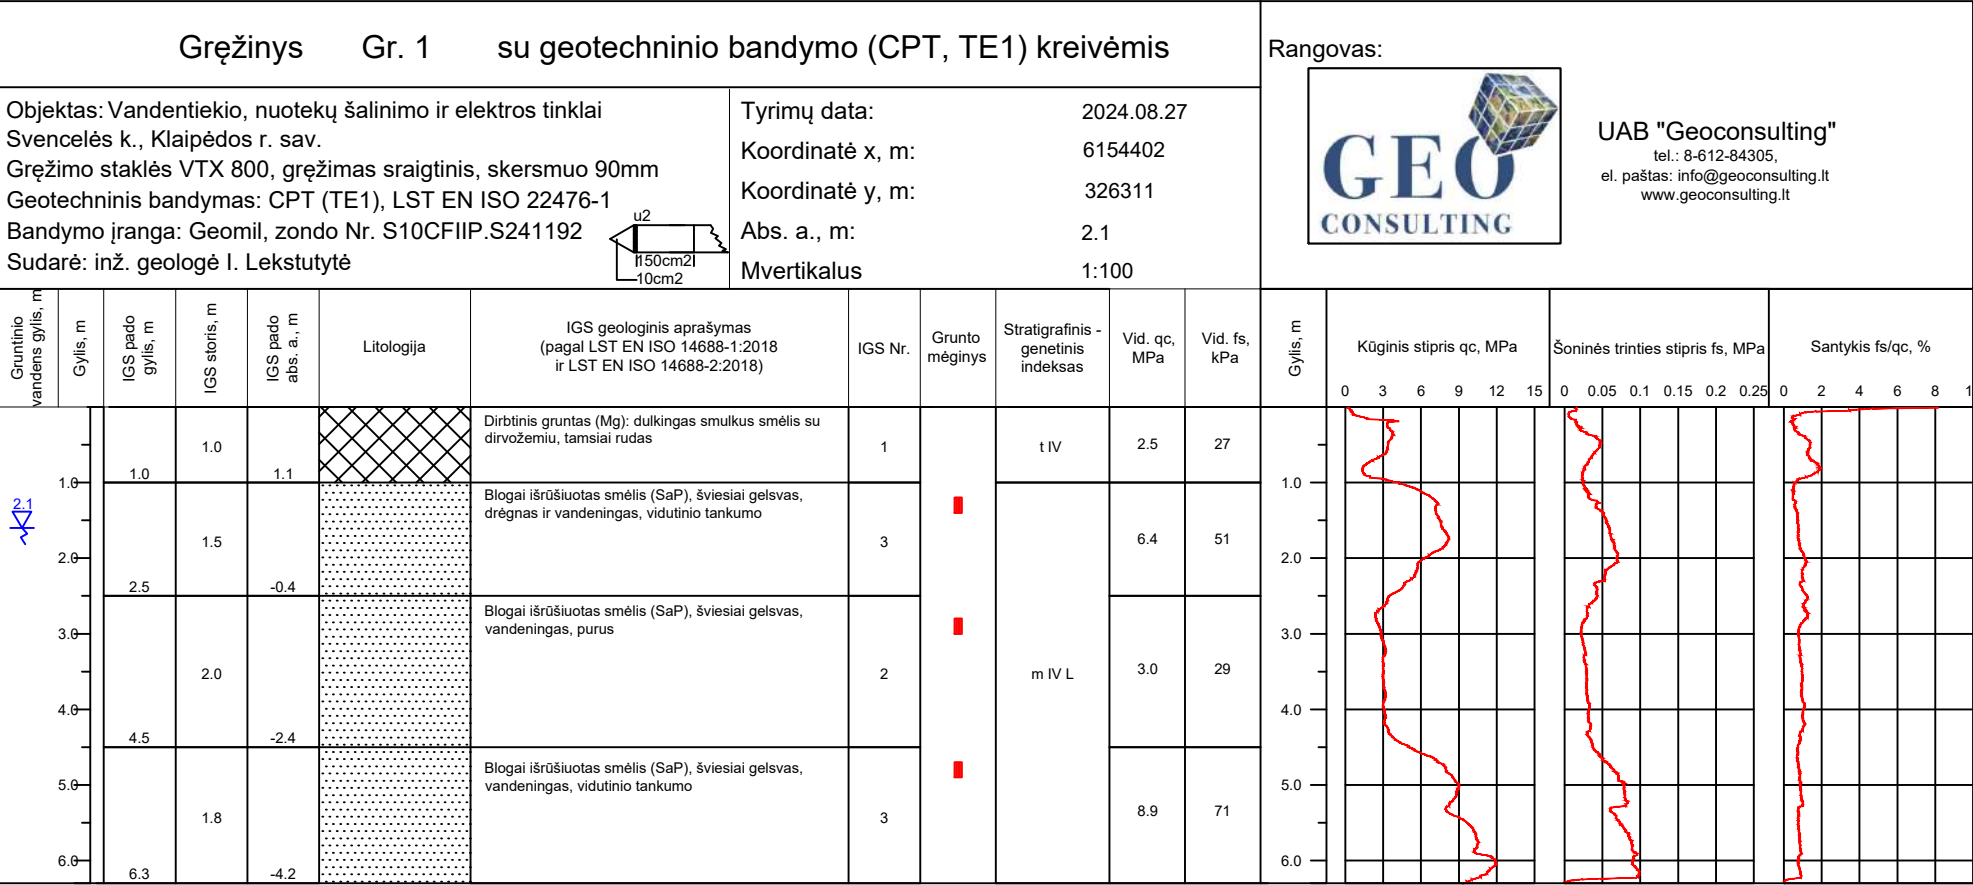 Gręžinys Gr. 1 su geotechninio bandymo (CPT, TE1) kreivėmis
Objektas: Vandentiekio, nuotekų šalinimo ir elektros tinklai
Svencelės k., Klaipėdos r. sav.
Gręžimo staklės VTX 800, gręžimas sraigtinis, skersmuo 90mm
Geotechninis bandymas: CPT (TE1), LST EN ISO 22476-1
Bandymo įranga: Geomil, zondo Nr. S10CFIIP.S241192
Sudarė: inž. geologė I. Lekstutytė
u2
150cm2
10cm2
Tyrimų data: 2024.08.27
Koordinatė x, m: 6154402
Koordinatė y, m: 326311
Abs. a., m: 2.1
Mvertikalus 1:100
Rangovas:
GEO
CONSULTING
UAB "Geoconsulting"
tel.: 8-612-84305,
el. paštas: info@geoconsulting.lt
www.geoconsulting.lt
Gruntinio
vandens gylis, m
Gylis, m
IGS pado
gylis, m
IGS storis, m
IGS pado
abs. a., m
Litologija
IGS geologinis aprašymas
(pagal LST EN ISO 14688-1:2018
ir LST EN ISO 14688-2:2018)
IGS Nr.
Grunto
mėginys
Stratigrafinis -
genetinis
indeksas
Vid. qc,
MPa
Vid. fs,
kPa
Gylis, m
Kūginis stipris qc, MPa
0 3 6 9 12 15
Šoninės trinties stipris fs, MPa
0 0.05 0.1 0.15 0.2 0.25
Santykis fs/qc, %
0 2 4 6 8 1
2.1
1.0
2.0
3.0
4.0
5.0
6.0
1.0 1.0 1.1
Dirbtinis gruntas (Mg): dulkingas smulkus smėlis su
dirvožemiu, tamsiai rudas
1 t IV 2.5 27
2.5 1.5 -0.4
Blogai išrūšiuotas smėlis (SaP), šviesiai gelsvas,
drėgnas ir vandeningas, vidutinio tankumo
3 6.4 51
4.5 2.0 -2.4
Blogai išrūšiuotas smėlis (SaP), šviesiai gelsvas,
vandeningas, purus
2 m IV L 3.0 29
6.3 1.8 -4.2
Blogai išrūšiuotas smėlis (SaP), šviesiai gelsvas,
vandeningas, vidutinio tankumo
3 8.9 71
1.0
2.0
3.0
4.0
5.0
6.0